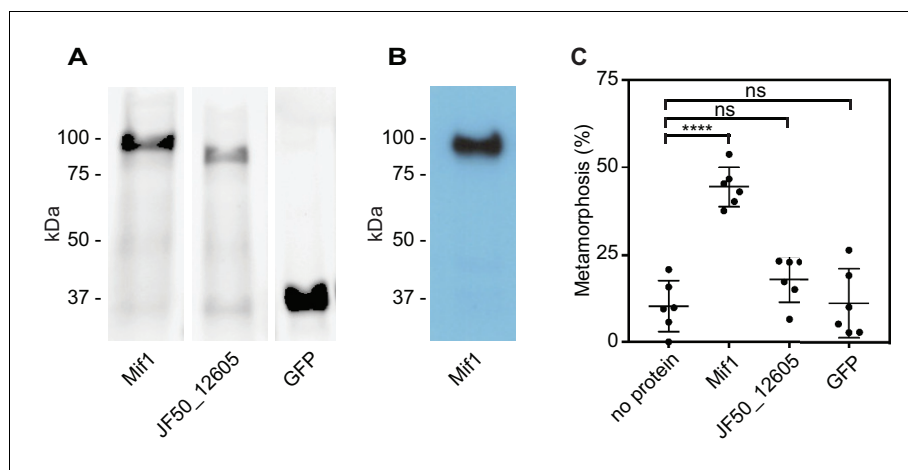 A
B
C
100 -
75 -
50 -
37 -
kDa
Mif1
JF50_12605
GFP
100 -
75 -
50 -
37 -
kDa
Mif1
75
50
25
0
Metamorphosis (%)
ns
ns
****
no protein
Mif1
JF50_12605
GFP